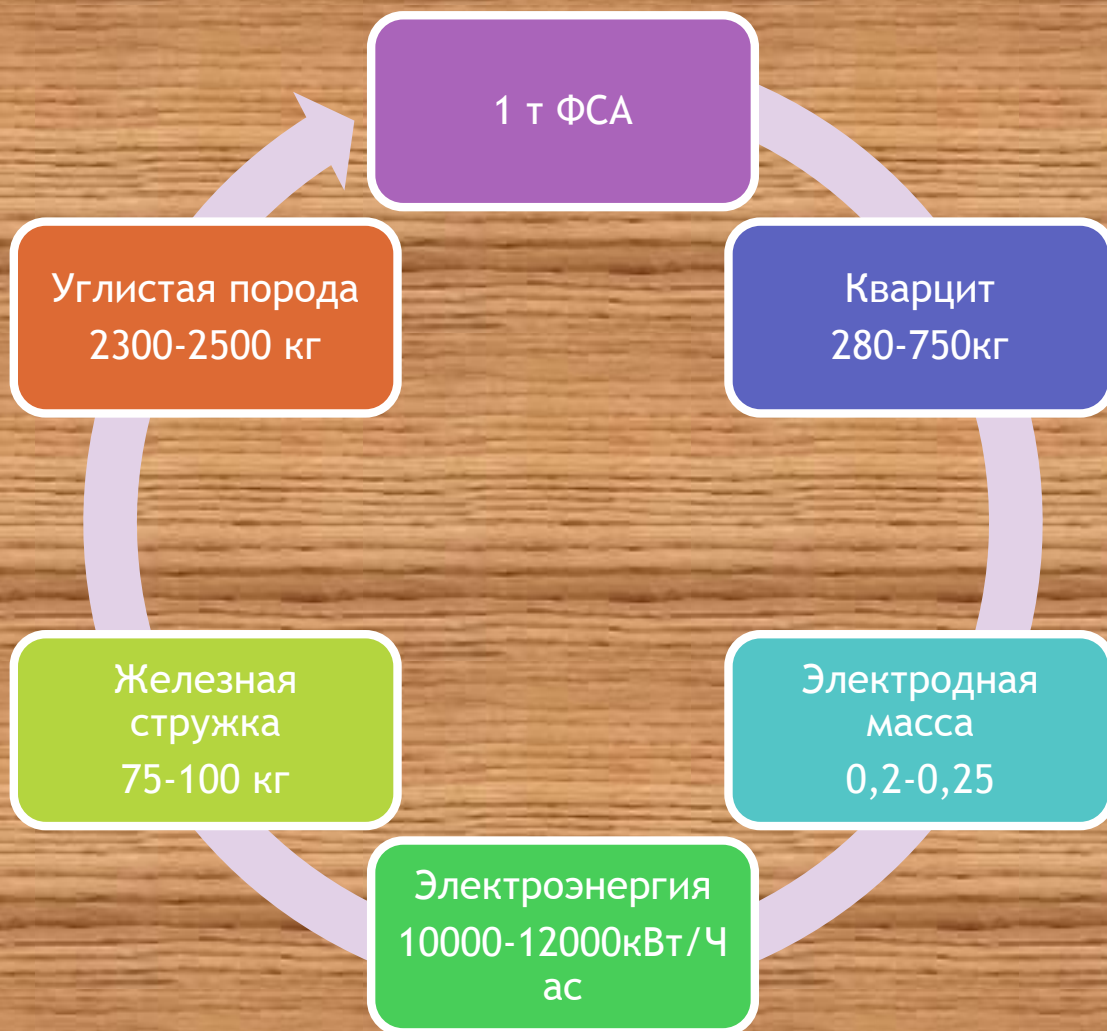 1 т ФСА
Углистая порода
2300-2500 кг
Кварцит
280-750кг
Железная
стружка
75-100 кг
Электродная
масса
0,2-0,25
Электроэнергия
10000-12000кВт/Ч
ас